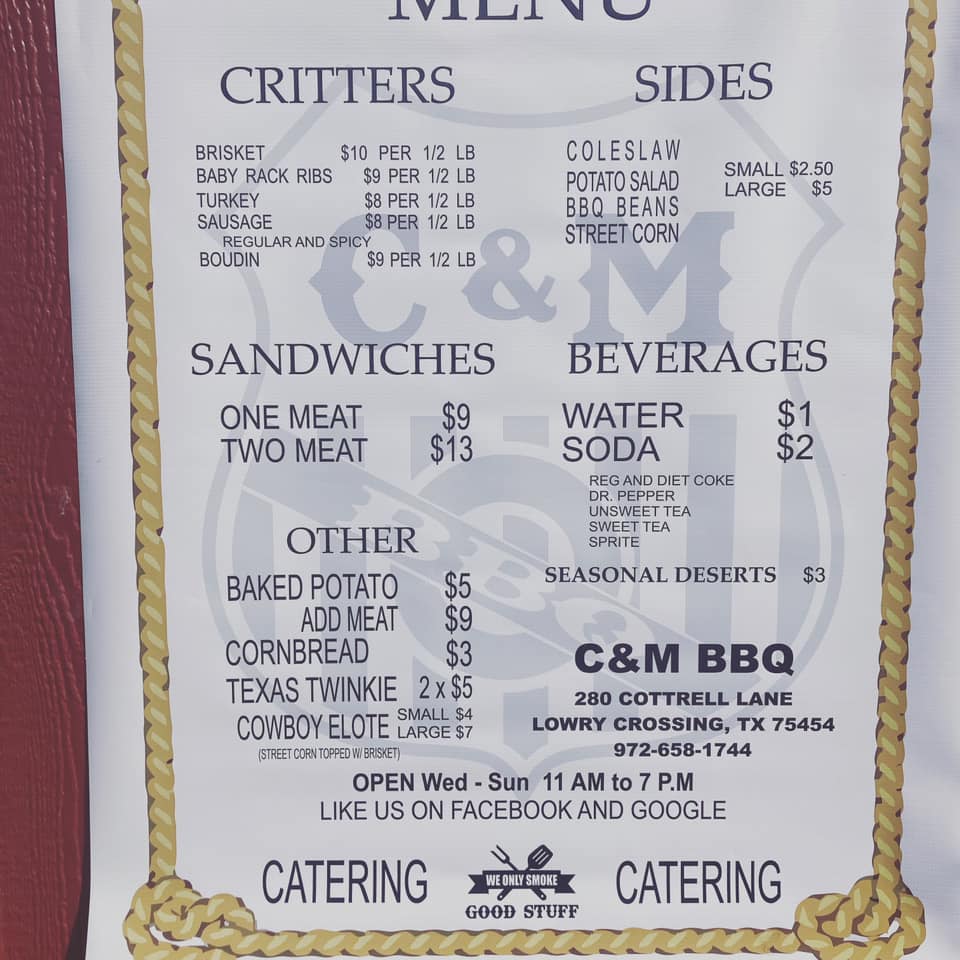 MENU
CRITTERS
BRISKET $10 PER 1/2 LB
BABY RACK RIBS $9 PER 1/2 LB
TURKEY $8 PER 1/2 LB
SAUSAGE $8 PER 1/2 LB
REGULAR AND SPICY
BOUDIN $9 PER 1/2 LB
SIDES
COLESLAW
POTATO SALAD
BBQ BEANS
STREET CORN
SMALL $2.50
LARGE $5
C&M
BBQ
SANDWICHES
ONE MEAT $9
TWO MEAT $13
BEVERAGES
WATER $1
SODA $2
REG AND DIET COKE
DR. PEPPER
UNSWEET TEA
SWEET TEA
SPRITE
SEASONAL DESERTS $3
OTHER
BAKED POTATO $5
ADD MEAT $9
CORNBREAD $3
TEXAS TWINKIE 2 x $5
COWBOY ELOTE SMALL $4
LARGE $7
(STREET CORN TOPPED W/ BRISKET)
C&M BBQ
280 COTTRELL LANE
LOWRY CROSSING, TX 75454
972-658-1744
OPEN Wed - Sun 11 AM to 7 P.M
LIKE US ON FACEBOOK AND GOOGLE
CATERING
WE ONLY SMOKE
GOOD STUFF
CATERING